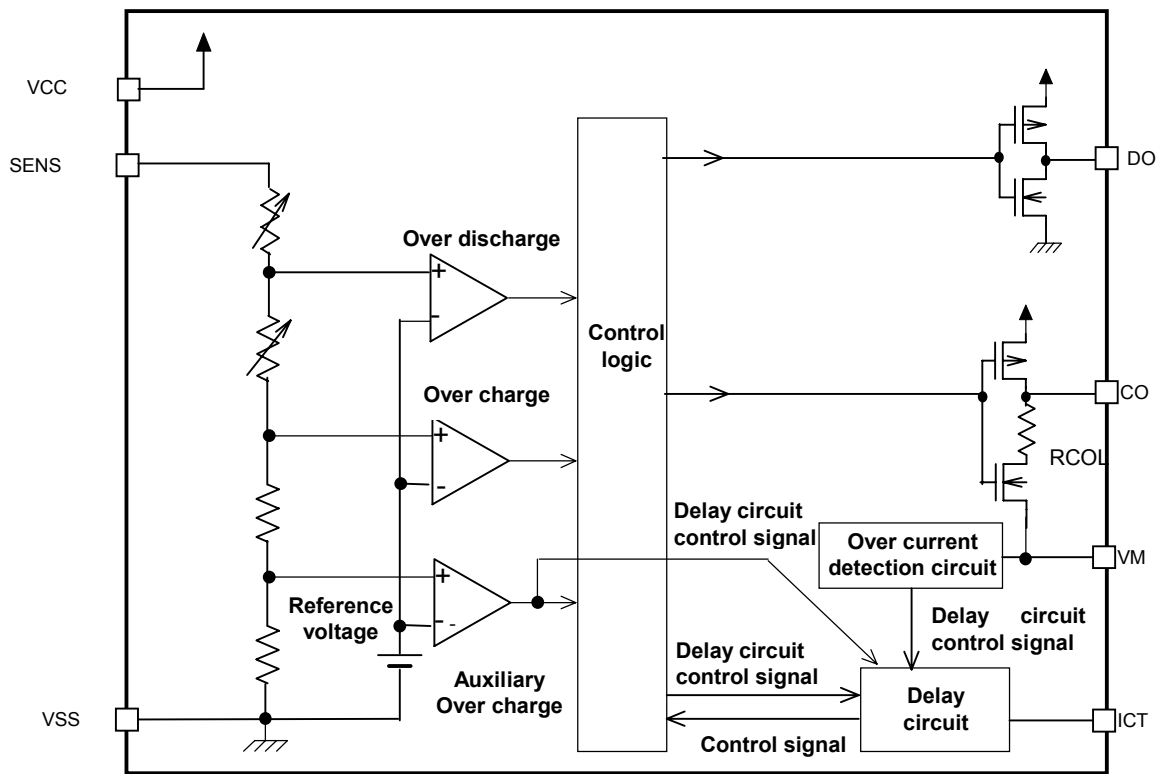 VCC
SENS
DO
Over discharge
+
-
Control
logic
Over charge
CO
+
-
RCOL
Delay circuit
control signal
Over current
detection circuit
VM
+
- -
Reference
voltage
Delay circuit
control signal
Delay circuit
control signal
Auxiliary
Over charge
Delay
circuit
VSS
ICT
Control signal